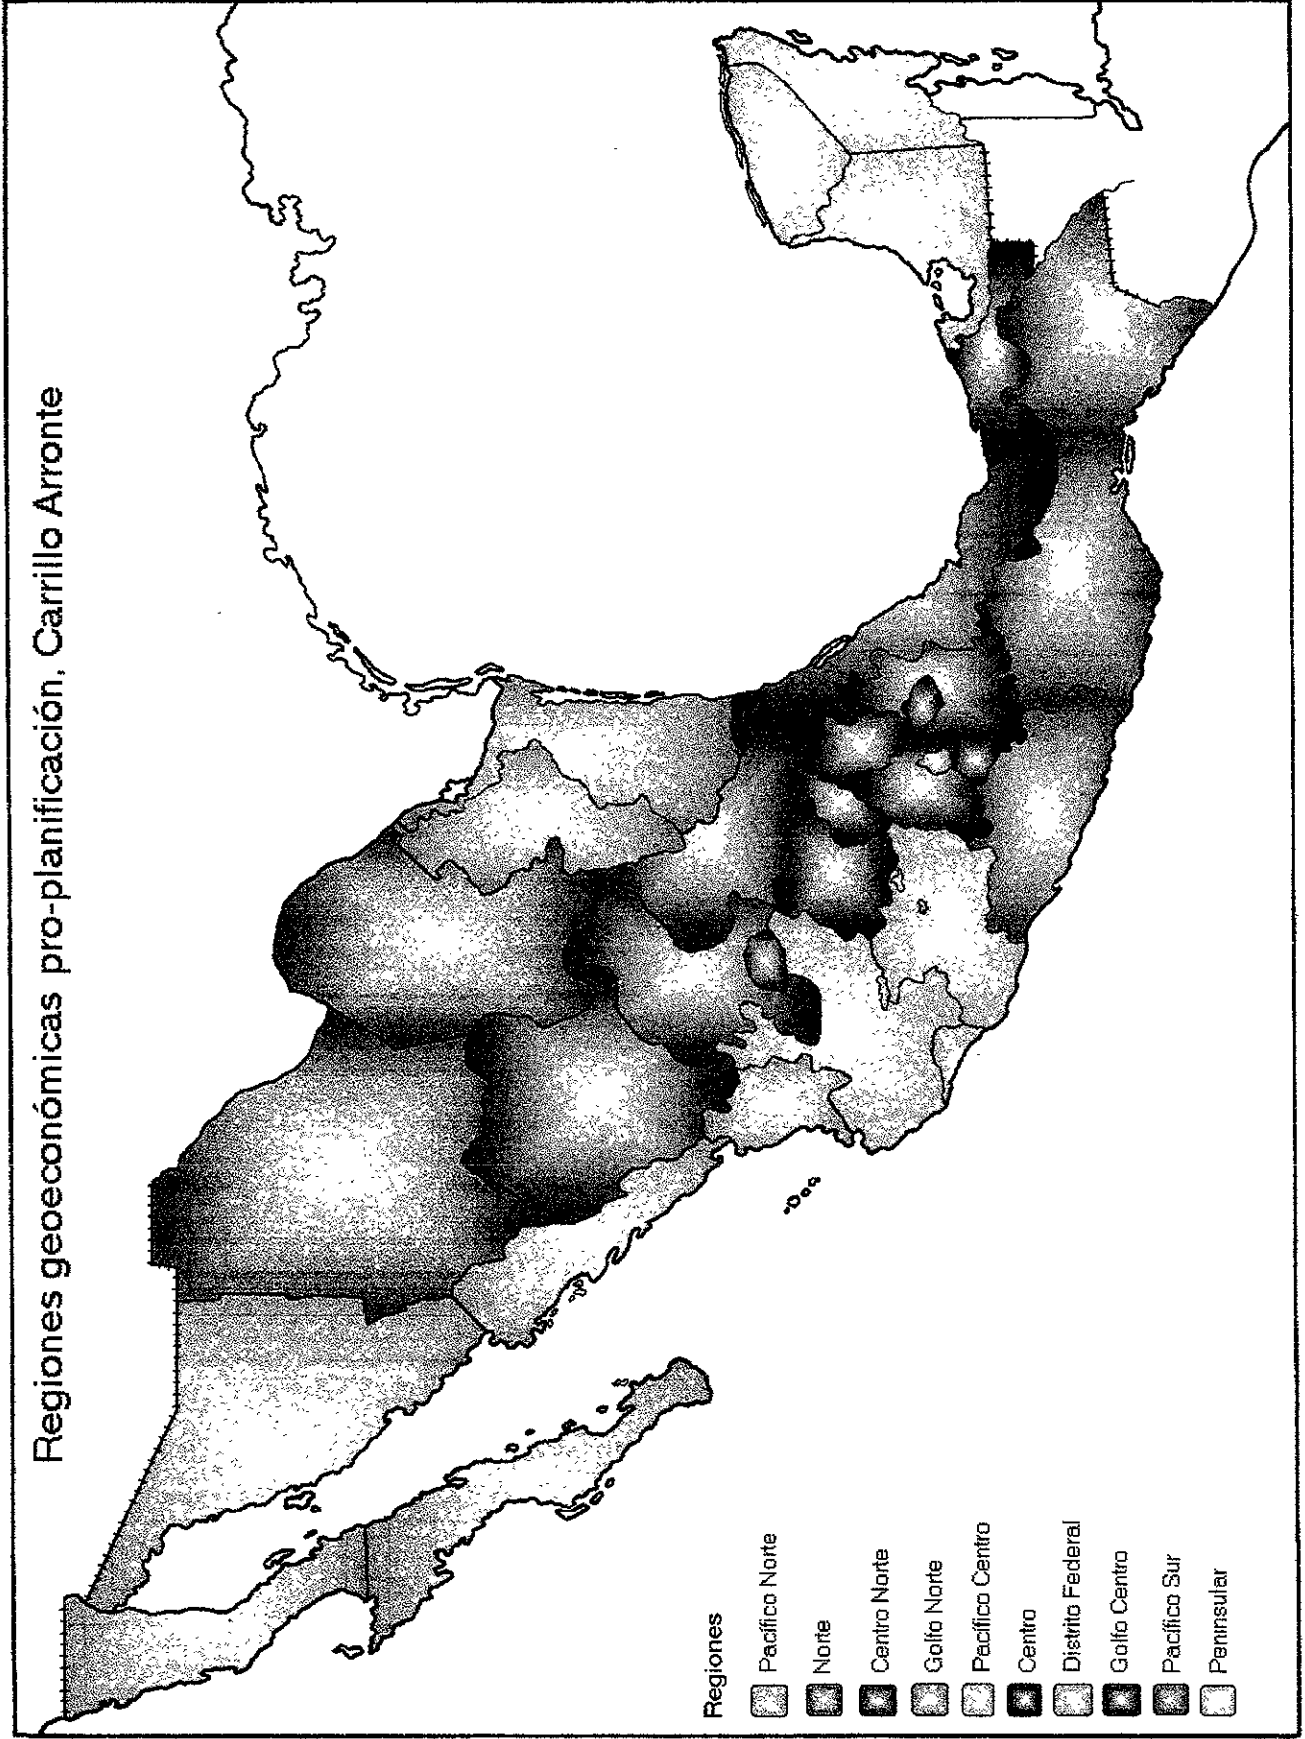 Regiones geoeconómicas pro-planificación, Carrillo Arronte
Regiones
Pacífico Norte
Norte
Centro Norte
Golfo Norte
Pacífico Centro
Centro
Distrito Federal
Golfo Centro
Pacífico Sur
Peninsular